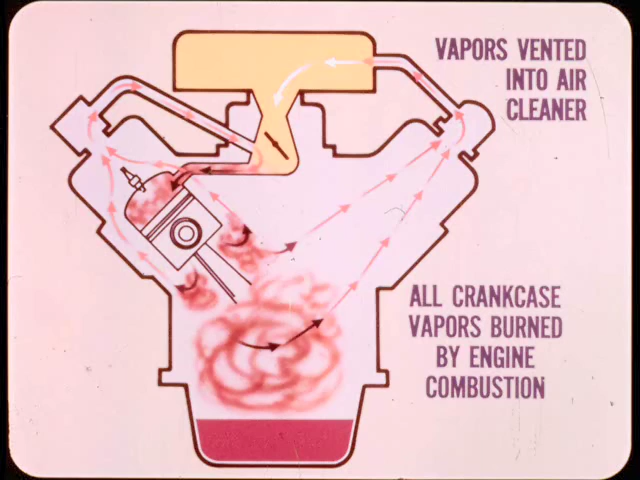 VAPORS VENTED
INTO AIR
CLEANER
ALL CRANKCASE
VAPORS BURNED
BY ENGINE
COMBUSTION